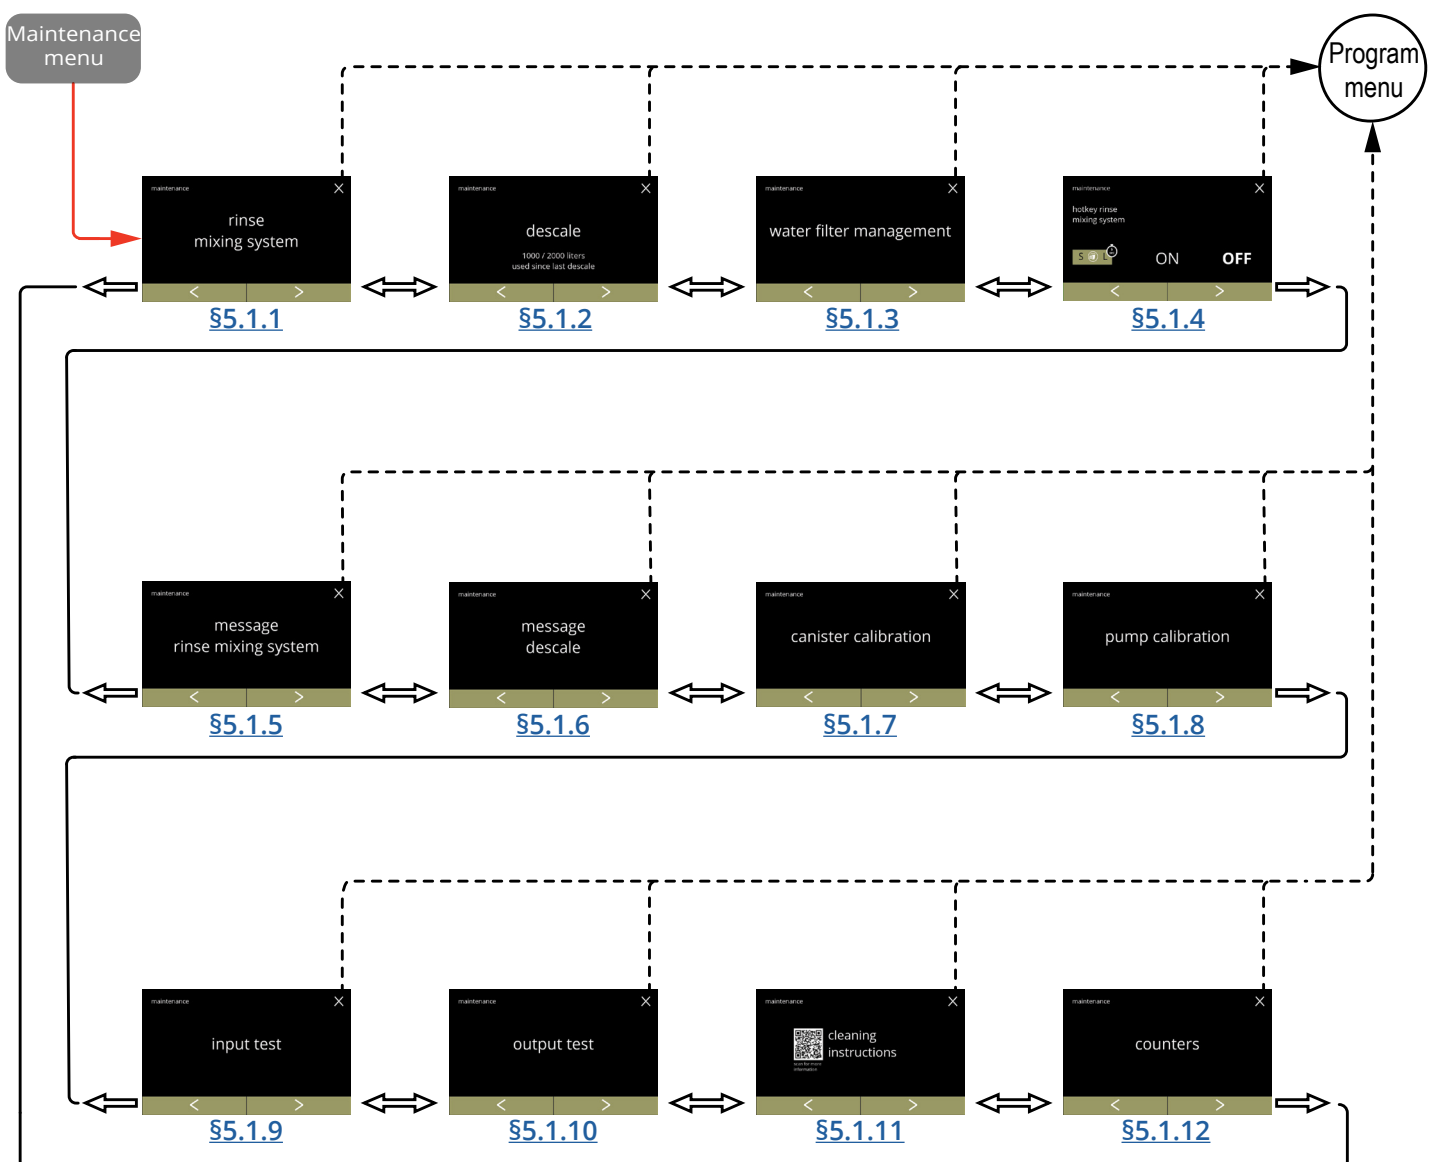 Maintenance
menu
Program
menu
maintenance
X
rinse
mixing system
<
>
§5.1.1
maintenance
X
descale
1000 / 2000 liters
used since last descale
<
>
§5.1.2
maintenance
X
water filter management
<
>
§5.1.3
maintenance
X
hotkey rinse
mixing system
S L
ON
OFF
<
>
§5.1.4
maintenance
X
message
rinse mixing system
<
>
§5.1.5
maintenance
X
message
descale
<
>
§5.1.6
maintenance
X
canister calibration
<
>
§5.1.7
maintenance
X
pump calibration
<
>
§5.1.8
maintenance
X
input test
<
>
§5.1.9
maintenance
X
output test
<
>
§5.1.10
maintenance
X
cleaning
instructions
scan for more
information
<
>
§5.1.11
maintenance
X
counters
<
>
§5.1.12